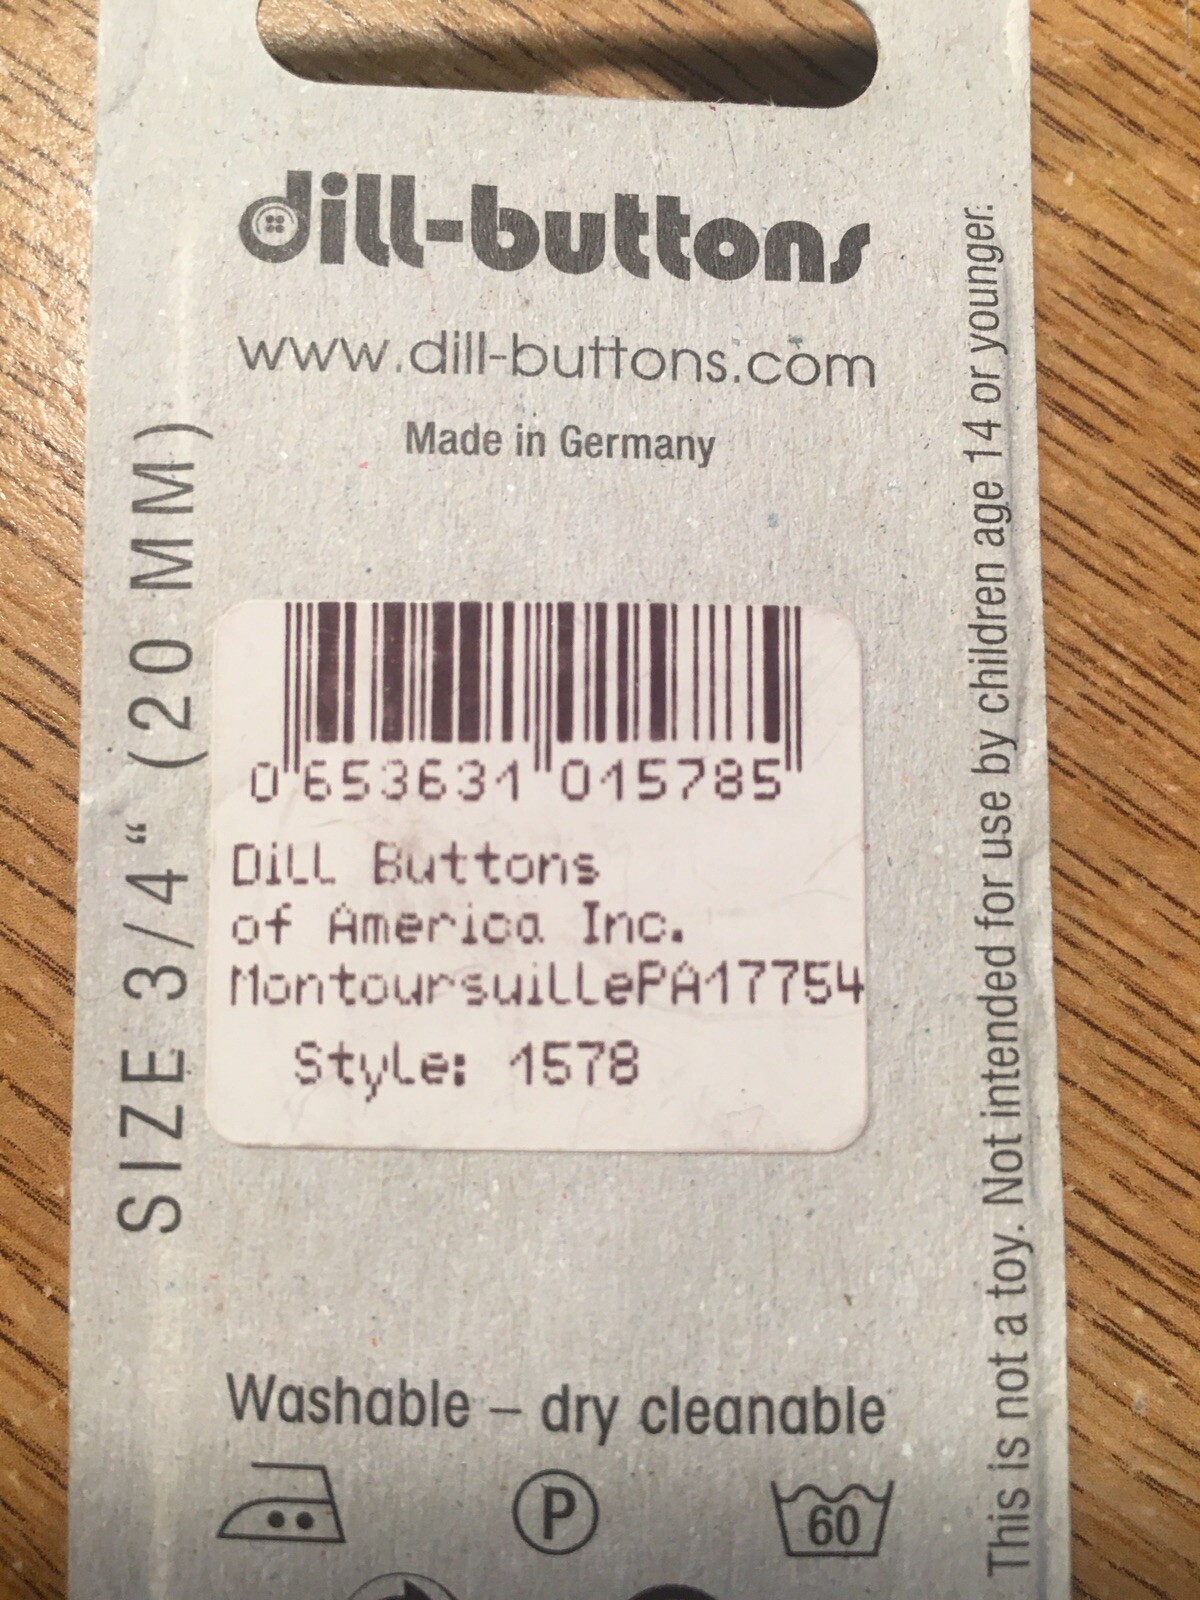 dill-buttons
www.dill-buttons.com
Made in Germany
SIZE 3/4“ (20 MM)
0 653631 015785
Dill Buttons
of America Inc.
MontoursvillePA17754
Style: 1578
This is not a toy. Not intended for use by children age 14 or younger.
Washable – dry cleanable
P
60